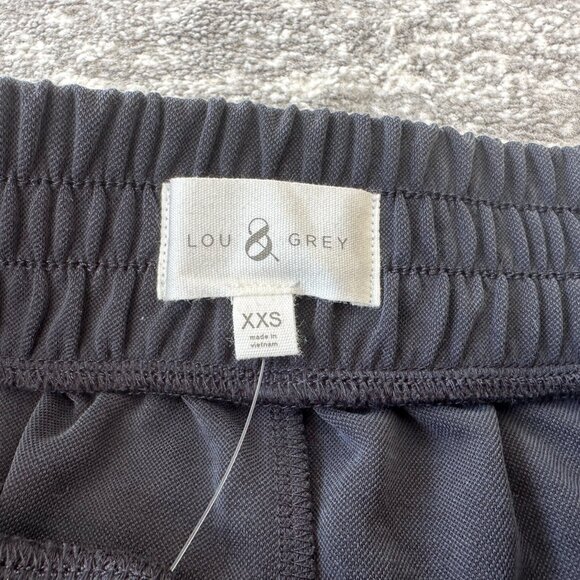 LOU & GREY
XXS
made in
vietnam